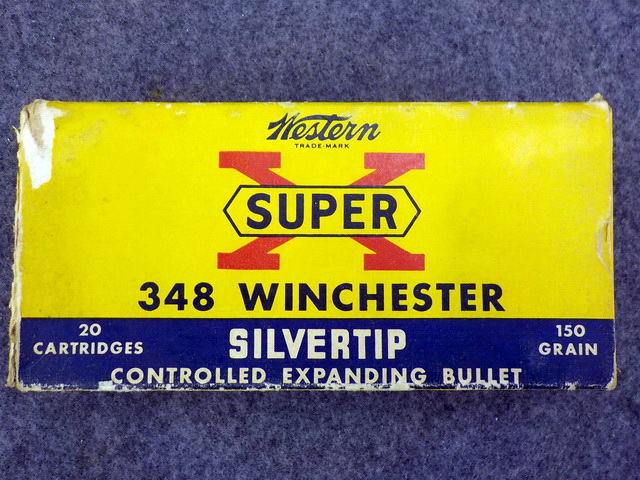 Western
TRADE-MARK
X
SUPER
348 WINCHESTER
20
CARTRIDGES
SILVERTIP
150
GRAIN
CONTROLLED EXPANDING BULLET